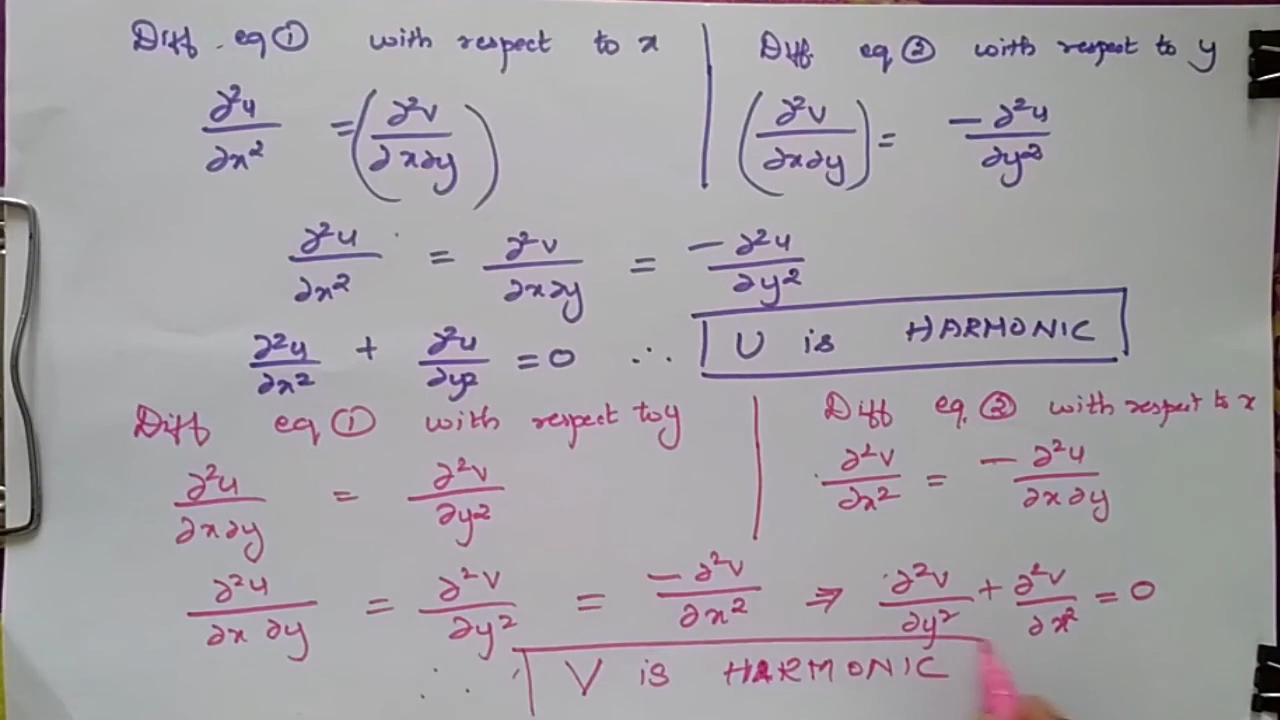 Diff. eq ① with respect to x
∂²u/∂x² = (∂²v/∂x∂y)
Diff eq ② with respect to y
(∂²v/∂x∂y) = -∂²u/∂y²
∂²u/∂x² = ∂²v/∂x∂y = -∂²u/∂y²
∂²u/∂x² + ∂²u/∂y² = 0 ∴ U is HARMONIC
Diff eq ① with respect to y
∂²u/∂x∂y = ∂²v/∂y²
Diff eq. ② with respect to x
∂²v/∂x² = -∂²u/∂x∂y
∂²u/∂x∂y = ∂²v/∂y² = -∂²v/∂x² ⇒ ∂²v/∂y² + ∂²v/∂x² = 0
∴ V is HARMONIC